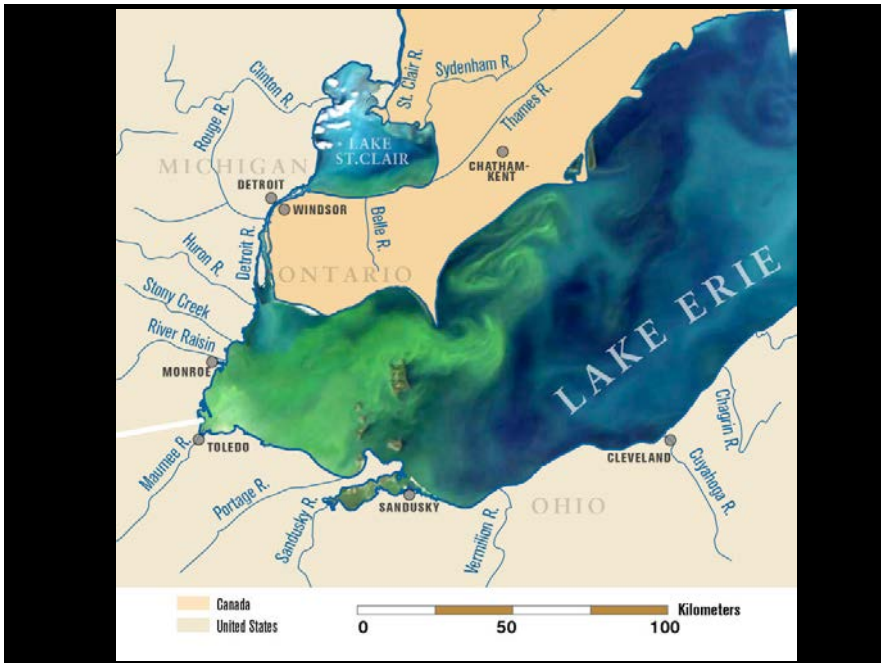 Clinton R.
St. Clair R.
Sydenham R.
Rouge R.
Thames R.
LAKE
ST.CLAIR
MICHIGAN
CHATHAM-
KENT
DETROIT
WINDSOR
Belle R.
Detroit R.
Huron R.
ONTARIO
Stony Creek
River Raisin
MONROE
LAKE ERIE
Chagrin R.
TOLEDO
Maumee R.
CLEVELAND
Cuyahoga R.
Portage R.
Sandusky R.
SANDUSKY
Vermilion R.
OHIO
Canada
United States
Kilometers
0 50 100